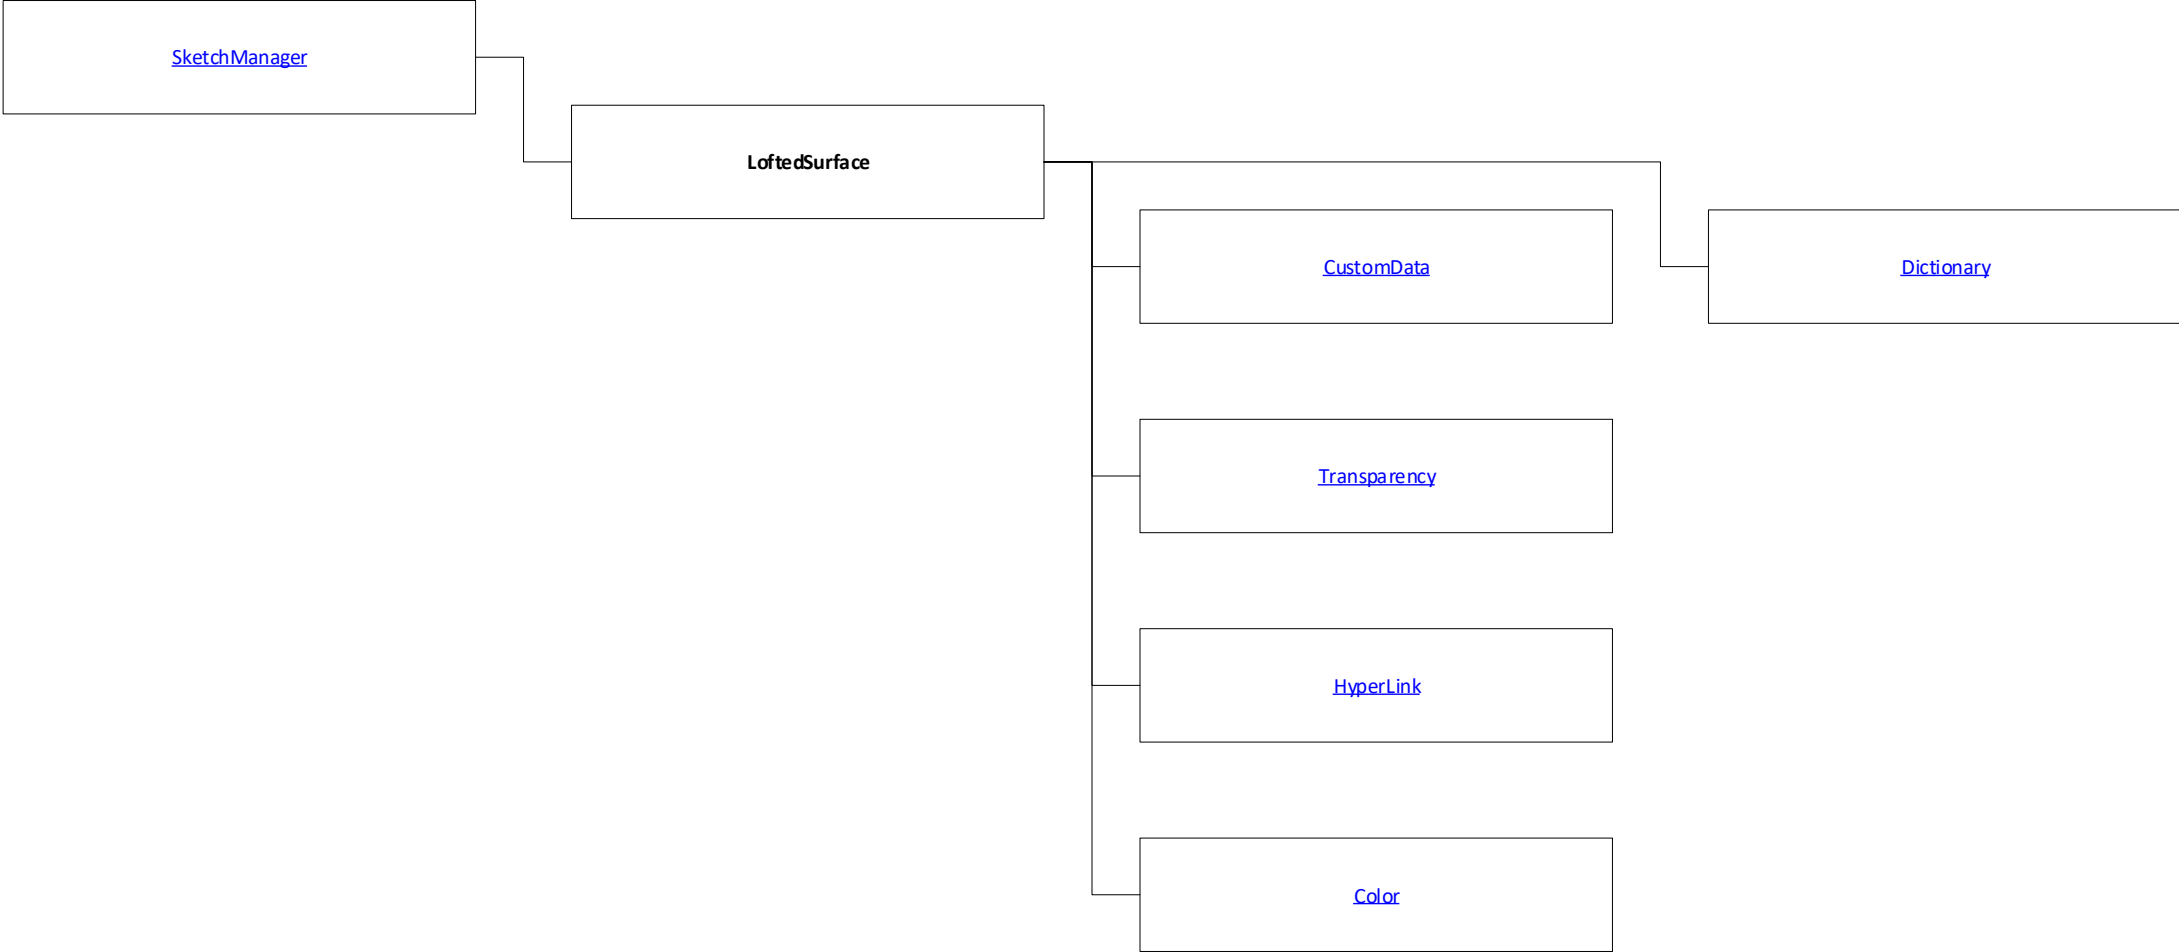 SketchManager
LoftedSurface
CustomData
Dictionary
Transparency
HyperLink
Color